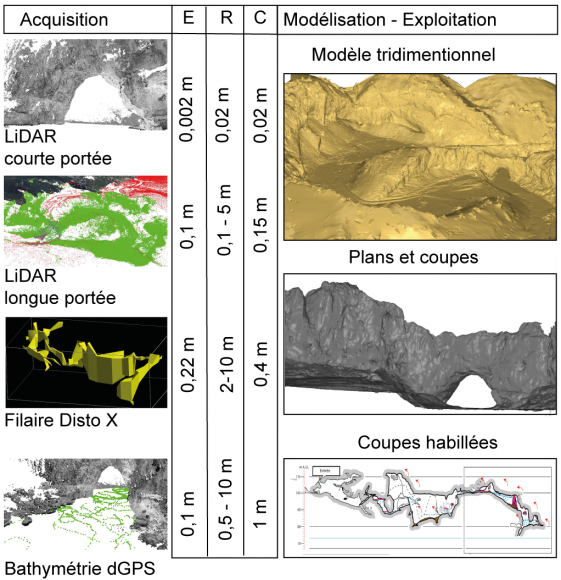 Acquisition E R C Modélisation - Exploitation
Modèle tridimentionnel
LiDAR
courte portée
0,002 m
0,02 m
0,02 m
LiDAR
longue portée
0,1 m
0,1 - 5 m
0,15 m
Plans et coupes
Filaire Disto X
0,22 m
2-10 m
0,4 m
Coupes habillées
Bathymétrie dGPS
0,1 m
0,5 - 10 m
1 m